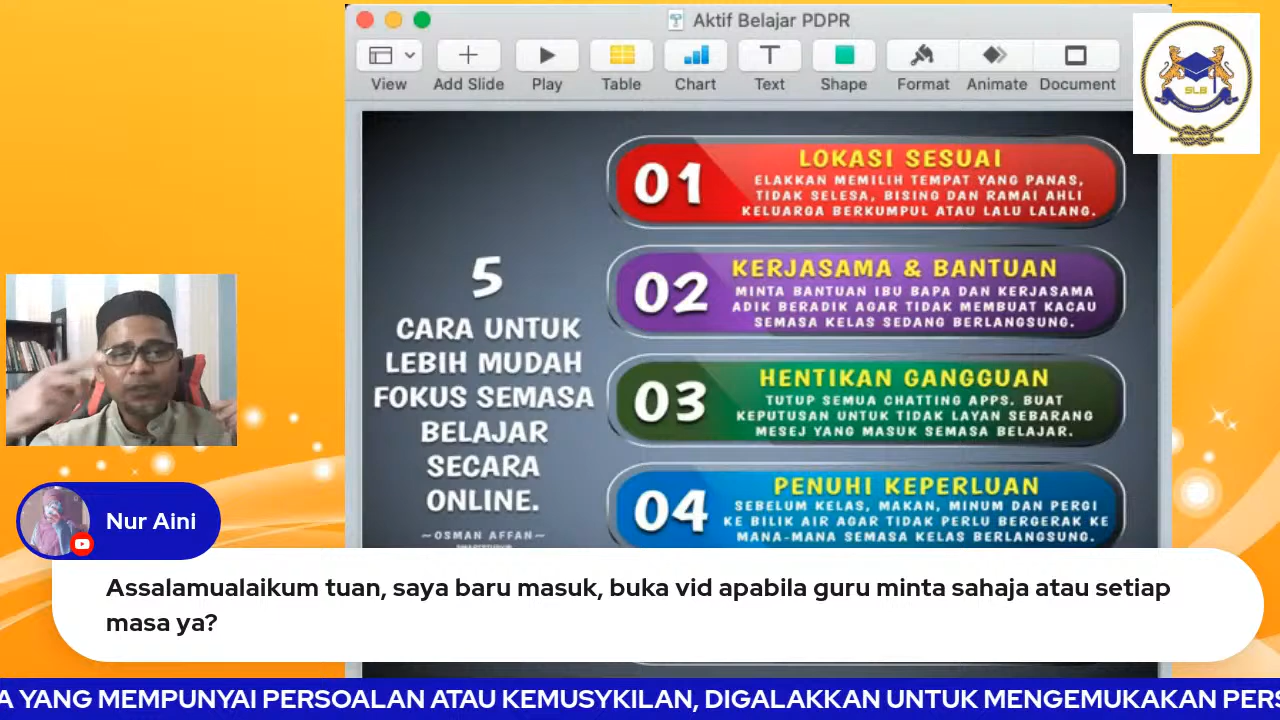 Aktif Belajar PDPR
View
Add Slide
Play
Table
Chart
Text
Shape
Format
Animate
Document
SLB
5
CARA UNTUK
LEBIH MUDAH
FOKUS SEMASA
BELAJAR
SECARA
ONLINE.
~OSMAN AFFAN~
01
LOKASI SESUAI
ELAKKAN MEMILIH TEMPAT YANG PANAS,
TIDAK SELESA, BISING DAN RAMAI AHLI
KELUARGA BERKUMPUL ATAU LALU LALANG.
02
KERJASAMA & BANTUAN
MINTA BANTUAN IBU BAPA DAN KERJASAMA
ADIK BERADIK AGAR TIDAK MEMBUAT KACAU
SEMASA KELAS SEDANG BERLANGSUNG.
03
HENTIKAN GANGGUAN
TUTUP SEMUA CHATTING APPS. BUAT
KEPUTUSAN UNTUK TIDAK LAYAN SEBARANG
MESEJ YANG MASUK SEMASA BELAJAR.
04
PENUHI KEPERLUAN
SEBELUM KELAS, MAKAN, MINUM DAN PERGI
KE BILIK AIR AGAR TIDAK PERLU BERGERAK KE
MANA-MANA SEMASA KELAS BERLANGSUNG.
Nur Aini
Assalamualaikum tuan, saya baru masuk, buka vid apabila guru minta sahaja atau setiap
masa ya?
A YANG MEMPUNYAI PERSOALAN ATAU KEMUSYKILAN, DIGALAKKAN UNTUK MENGEMUKAKAN PERS